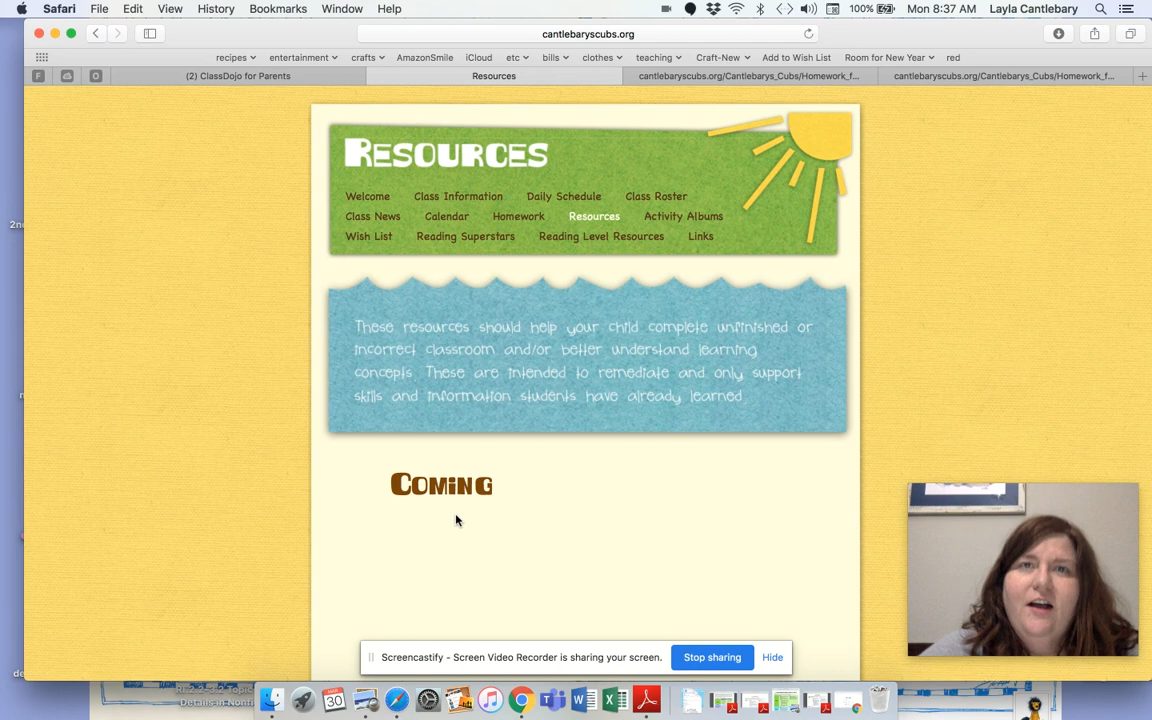 Safari File Edit View History Bookmarks Window Help 100% Mon 8:37 AM Layla Cantlebary
cantlebaryscubs.org
recipes entertainment crafts AmazonSmile iCloud etc bills clothes teaching Craft-New Add to Wish List Room for New Year red
F O (2) ClassDojo for Parents Resources cantlebaryscubs.org/Cantlebarys_Cubs/Homework_f... cantlebaryscubs.org/Cantlebarys_Cubs/Homework_f... +
Resources
Welcome Class Information Daily Schedule Class Roster
Class News Calendar Homework Resources Activity Albums
Wish List Reading Superstars Reading Level Resources Links
These resources should help your child complete unfinished or
incorrect classroom and/or better understand learning
concepts. These are intended to remediate and only support
skills and information students have already learned.
Coming
Screencastify - Screen Video Recorder is sharing your screen. Stop sharing Hide
MAR
30